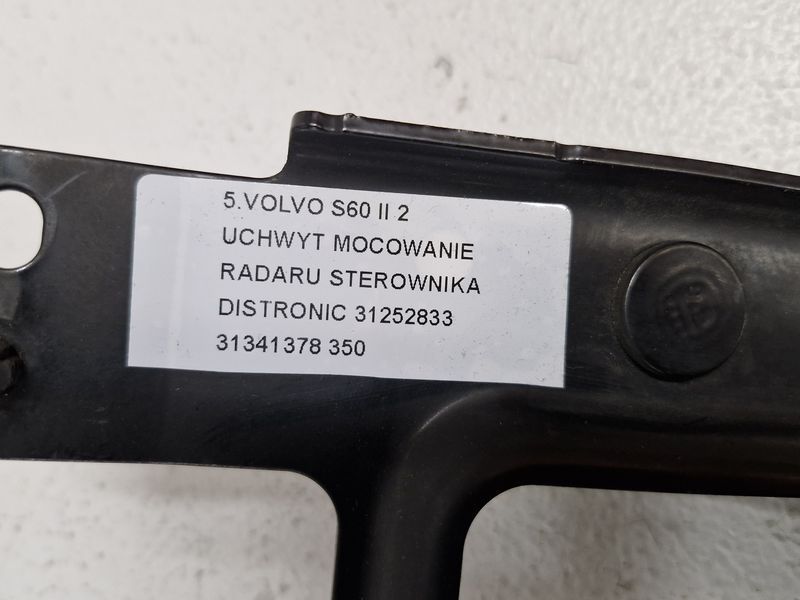 5.VOLVO S60 II 2
UCHWYT MOCOWANIE
RADARU STEROWNIKA
DISTRONIC 31252833
31341378 350